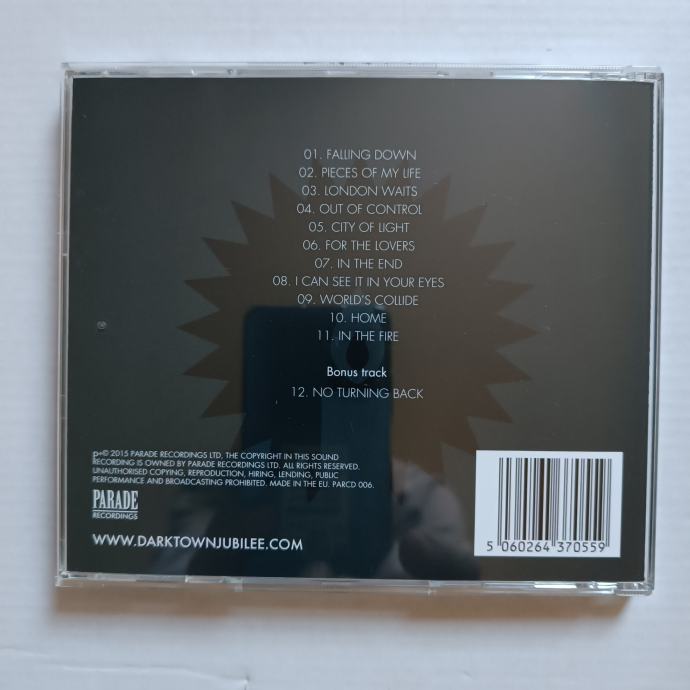 01. FALLING DOWN
02. PIECES OF MY LIFE
03. LONDON WAITS
04. OUT OF CONTROL
05. CITY OF LIGHT
06. FOR THE LOVERS
07. IN THE END
08. I CAN SEE IT IN YOUR EYES
09. WORLD'S COLLIDE
10. HOME
11. IN THE FIRE
Bonus track
12. NO TURNING BACK
P+© 2015 PARADE RECORDINGS LTD, THE COPYRIGHT IN THIS SOUND
RECORDING IS OWNED BY PARADE RECORDINGS LTD. ALL RIGHTS RESERVED.
UNAUTHORISED COPYING, REPRODUCTION, HIRING, LENDING, PUBLIC
PERFORMANCE AND BROADCASTING PROHIBITED. MADE IN THE EU. PARCD 006.
PARADE
RECORDINGS
WWW.DARKTOWNJUBILEE.COM
5 060264 370559